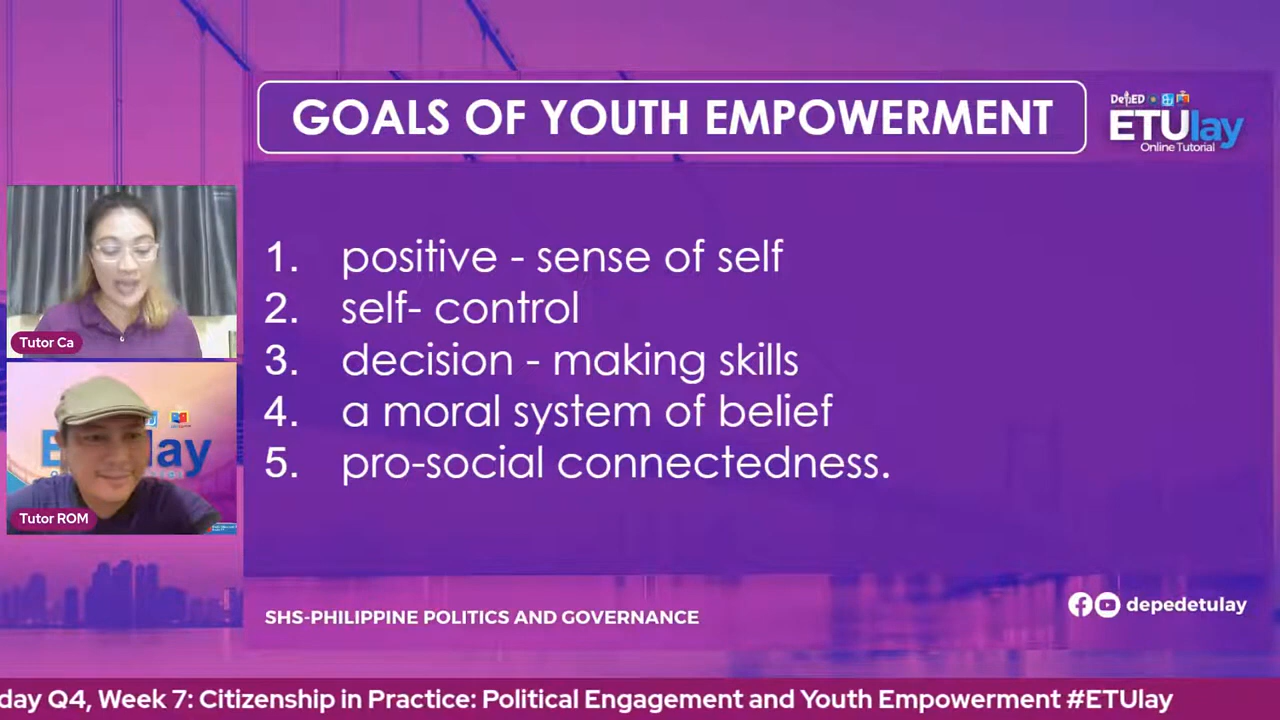 GOALS OF YOUTH EMPOWERMENT
DepED
ETUlay
Online Tutorial
1. positive - sense of self
2. self- control
3. decision - making skills
4. a moral system of belief
5. pro-social connectedness.
Tutor Ca
lay
Tutor ROM
SHS-PHILIPPINE POLITICS AND GOVERNANCE
depedetulay
day Q4, Week 7: Citizenship in Practice: Political Engagement and Youth Empowerment #ETUlay